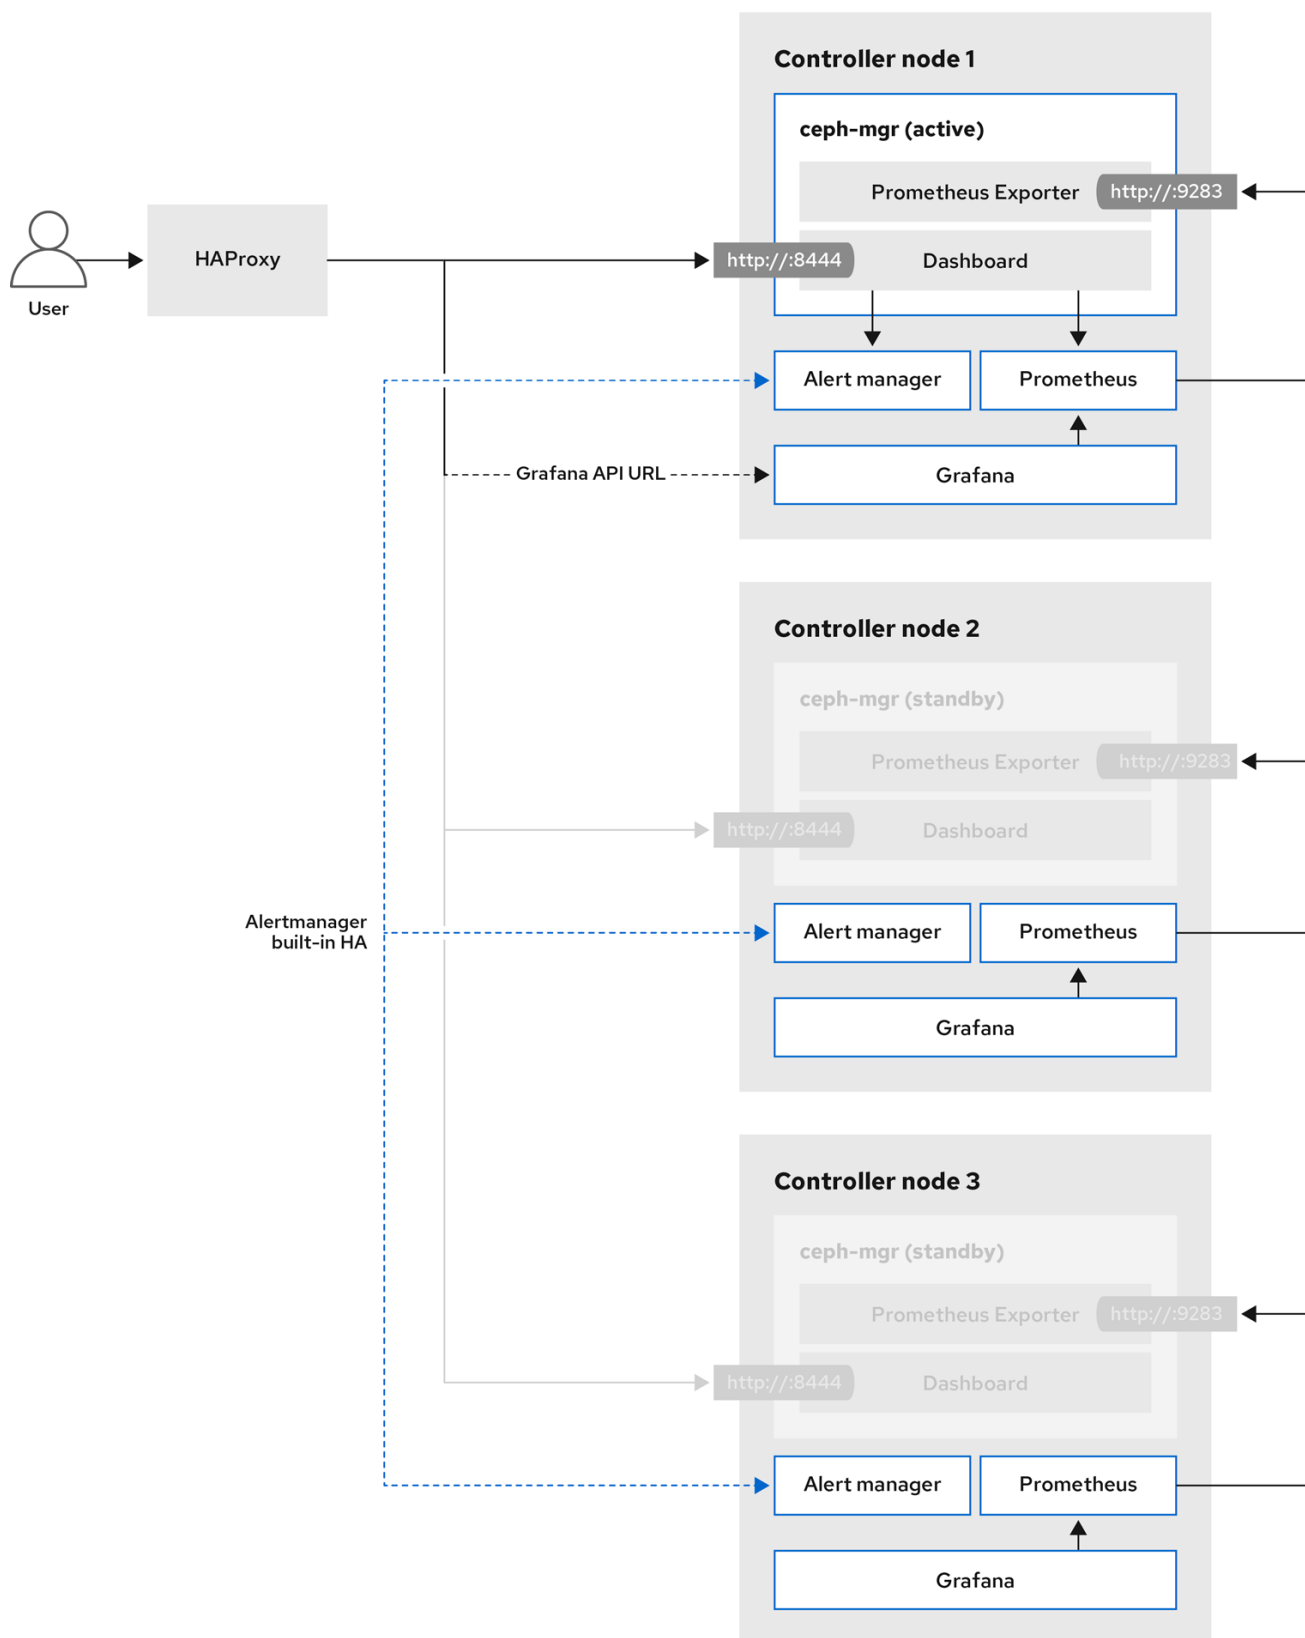 Controller node 1
ceph-mgr (active)
Prometheus Exporter
http://:9283
HAProxy
http://:8444
Dashboard
User
Alert manager
Prometheus
Grafana API URL
Grafana
Controller node 2
ceph-mgr (standby)
Prometheus Exporter
http://:9283
http://:8444
Dashboard
Alertmanager
built-in HA
Alert manager
Prometheus
Grafana
Controller node 3
ceph-mgr (standby)
Prometheus Exporter
http://:9283
http://:8444
Dashboard
Alert manager
Prometheus
Grafana